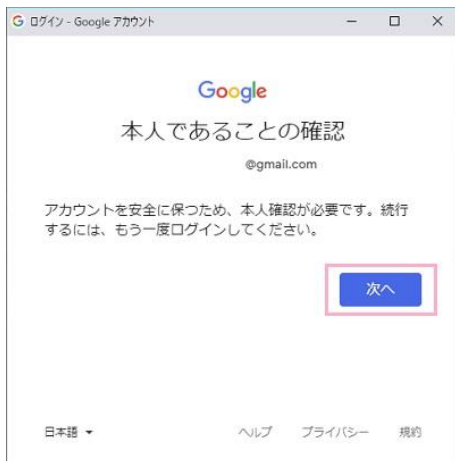 ログイン - Google アカウント
Google
本人であることの確認
@gmail.com
アカウントを安全に保つため、本人確認が必要です。続行
するには、もう一度ログインしてください。
次へ
日本語
ヘルプ プライバシー 規約